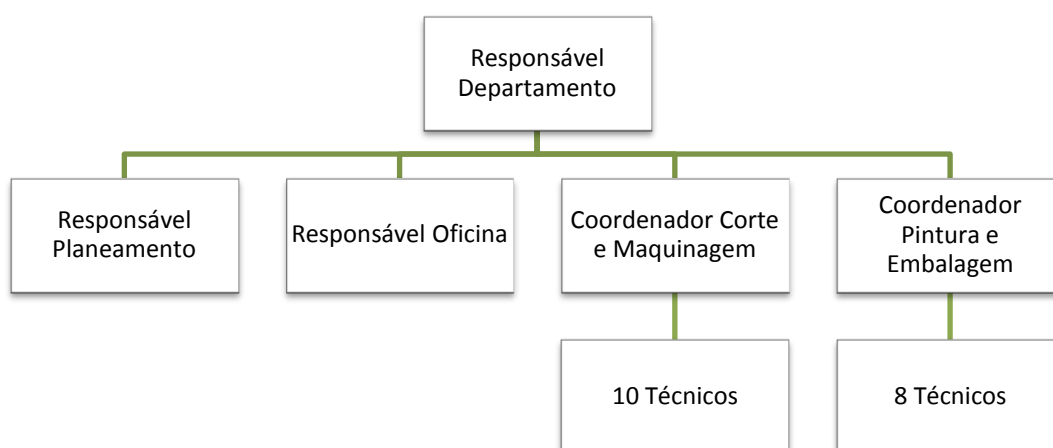 Responsável
Departamento
Responsável
Planeamento
Responsável Oficina
Coordenador Corte
e Maquinagem
Coordenador
Pintura e
Embalagem
10 Técnicos
8 Técnicos